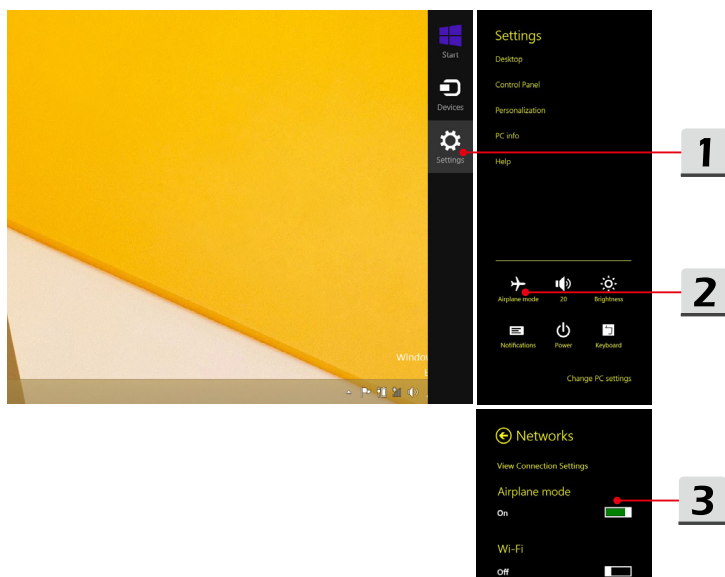 Start
Devices
Settings
Windo
Settings
Desktop
Control Panel
Personalization
PC info
Help
Airplane mode
20
Brightness
Notifications
Power
Keyboard
Change PC settings
1
2
Networks
View Connection Settings
Airplane mode
On
3
Wi-Fi
Off